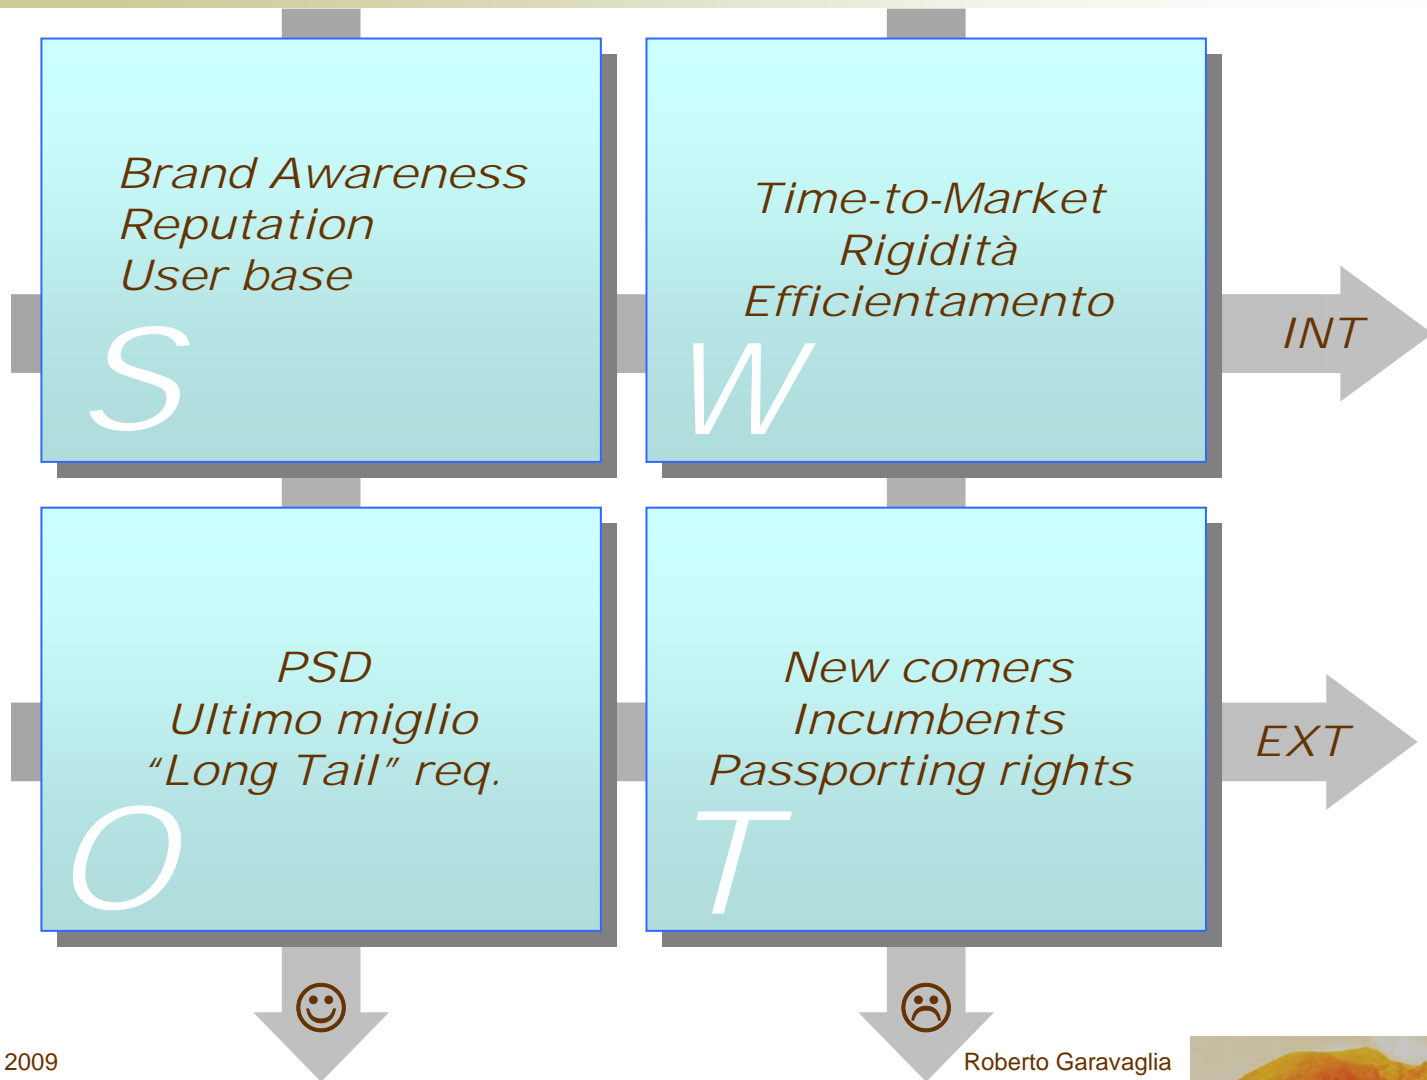 Brand Awareness
Reputation
User base
S
Time-to-Market
Rigidità
Efficientamento
W
INT
PSD
Ultimo miglio
“Long Tail” req.
O
New comers
Incumbents
Passporting rights
T
EXT
2009
Roberto Garavaglia